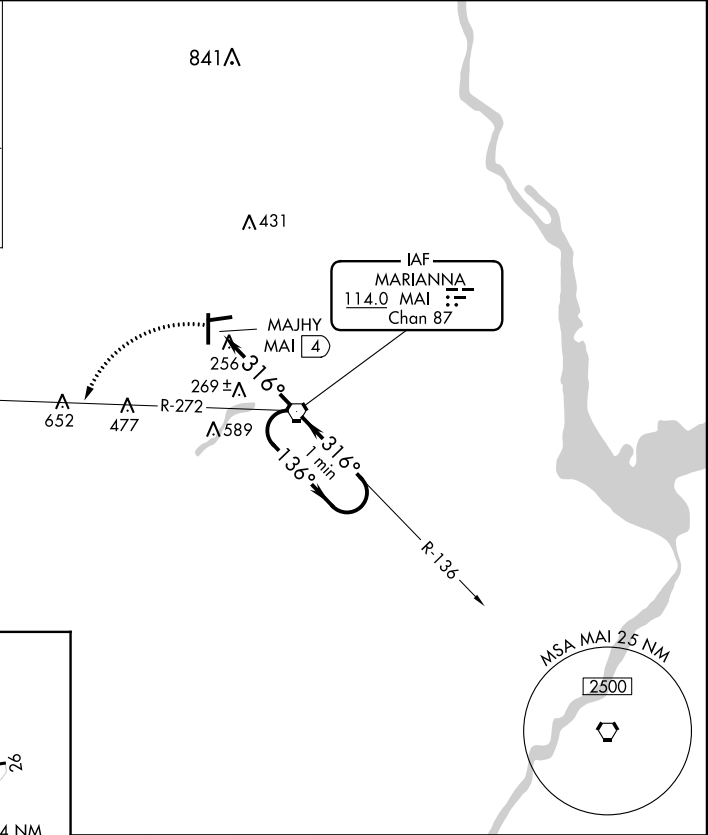 841
431
IAF
MARIANNA
114.0 MAI
Chan 87
MAJHY
MAI 4
256
316°
269 ±
R-272
652
477
589
316°
1 min
136°
R-136
MSA MAI 25 NM
2500
26
4 NM